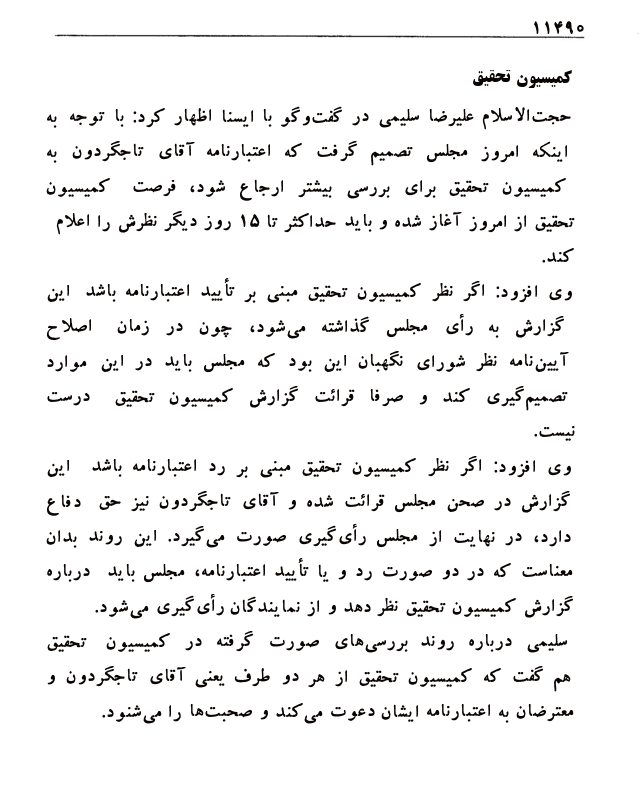 ۱۱۴۹۰
کمیسیون تحقیق
حجت‌الاسلام علیرضا سلیمی در گفت‌وگو با ایسنا اظهار کرد: با توجه به
اینکه امروز مجلس تصمیم گرفت که اعتبارنامه آقای تاجگردون به
کمیسیون تحقیق برای بررسی بیشتر ارجاع شود، فرصت کمیسیون
تحقیق از امروز آغاز شده و باید حداکثر تا ۱۵ روز دیگر نظرش را اعلام
کند.
وی افزود: اگر نظر کمیسیون تحقیق مبنی بر تأیید اعتبارنامه باشد این
گزارش به رأی مجلس گذاشته می‌شود، چون در زمان اصلاح
آیین‌نامه نظر شورای نگهبان این بود که مجلس باید در این موارد
تصمیم‌گیری کند و صرفا قرائت گزارش کمیسیون تحقیق درست
نیست.
وی افزود: اگر نظر کمیسیون تحقیق مبنی بر رد اعتبارنامه باشد این
گزارش در صحن مجلس قرائت شده و آقای تاجگردون نیز حق دفاع
دارد، در نهایت از مجلس رأی‌گیری صورت می‌گیرد. این روند بدان
معناست که در دو صورت رد و یا تأیید اعتبارنامه، مجلس باید درباره
گزارش کمیسیون تحقیق نظر دهد و از نمایندگان رأی‌گیری می‌شود.
سلیمی درباره روند بررسی‌های صورت گرفته در کمیسیون تحقیق
هم گفت که کمیسیون تحقیق از هر دو طرف یعنی آقای تاجگردون و
معترضان به اعتبارنامه ایشان دعوت می‌کند و صحبت‌ها را می‌شنود.